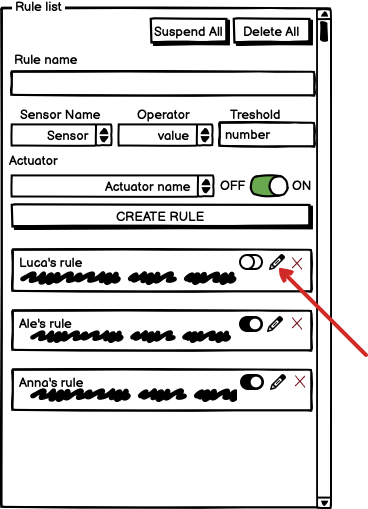 Rule list
Suspend All Delete All
Rule name
Sensor Name Operator Treshold
Sensor value number
Actuator
Actuator name OFF ON
CREATE RULE
Luca's rule
Ale's rule
Anna's rule